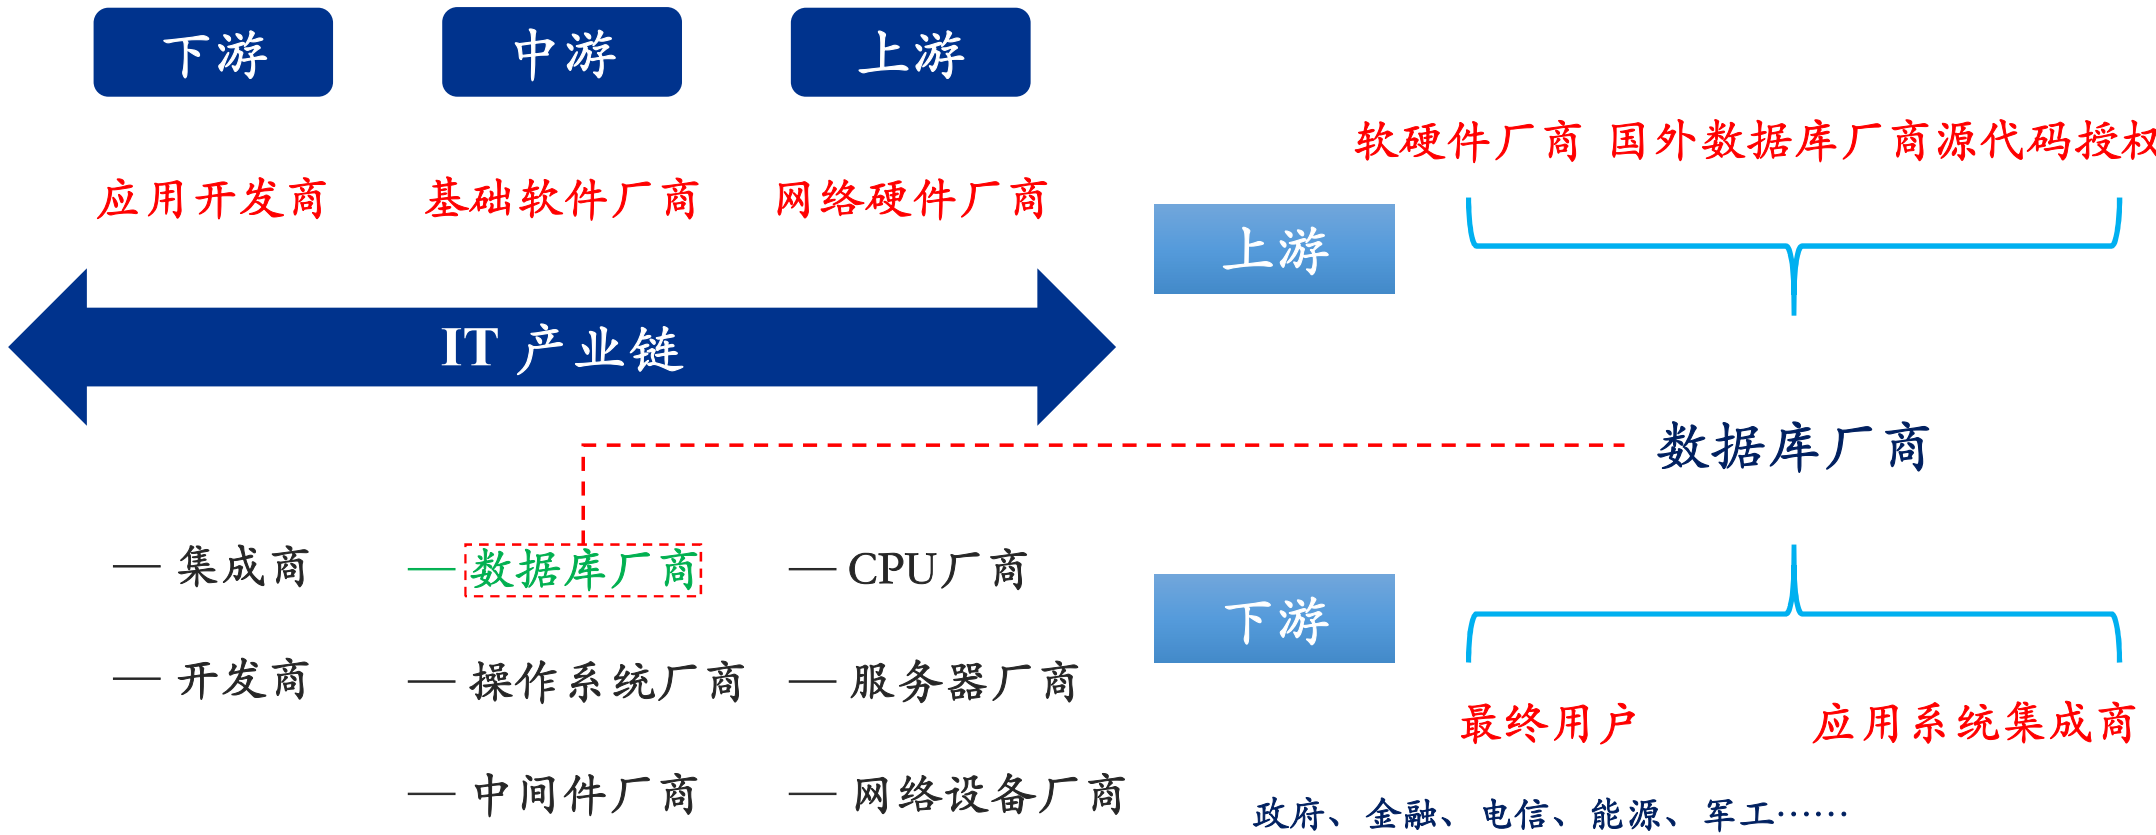 下游 中游 上游
应用开发商 基础软件厂商 网络硬件厂商
IT 产业链
集成商 数据库厂商 CPU厂商
开发商 操作系统厂商 服务器厂商
中间件厂商 网络设备厂商
软硬件厂商 国外数据库厂商源代码授权
上游
数据库厂商
下游
最终用户 应用系统集成商
政府、金融、电信、能源、军工……